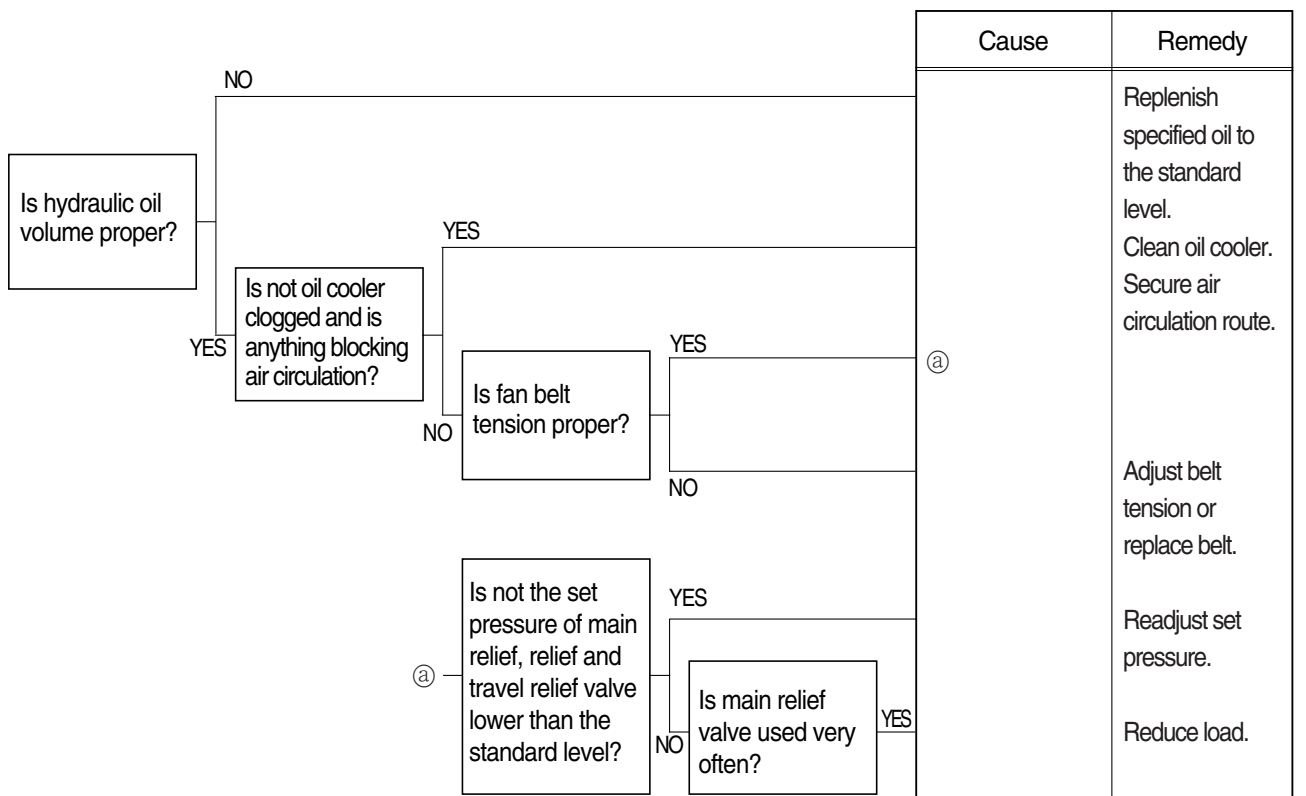 Cause
Remedy
NO
Replenish
specified oil to
the standard
level.
Is hydraulic oil
volume proper?
YES
Clean oil cooler.
Secure air
circulation route.
YES
Is not oil cooler
clogged and is
anything blocking
air circulation?
YES
ⓐ
NO
Is fan belt
tension proper?
NO
Adjust belt
tension or
replace belt.
ⓐ
Is not the set
pressure of main
relief, relief and
travel relief valve
lower than the
standard level?
YES
Readjust set
pressure.
NO
Is main relief
valve used very
often?
YES
Reduce load.